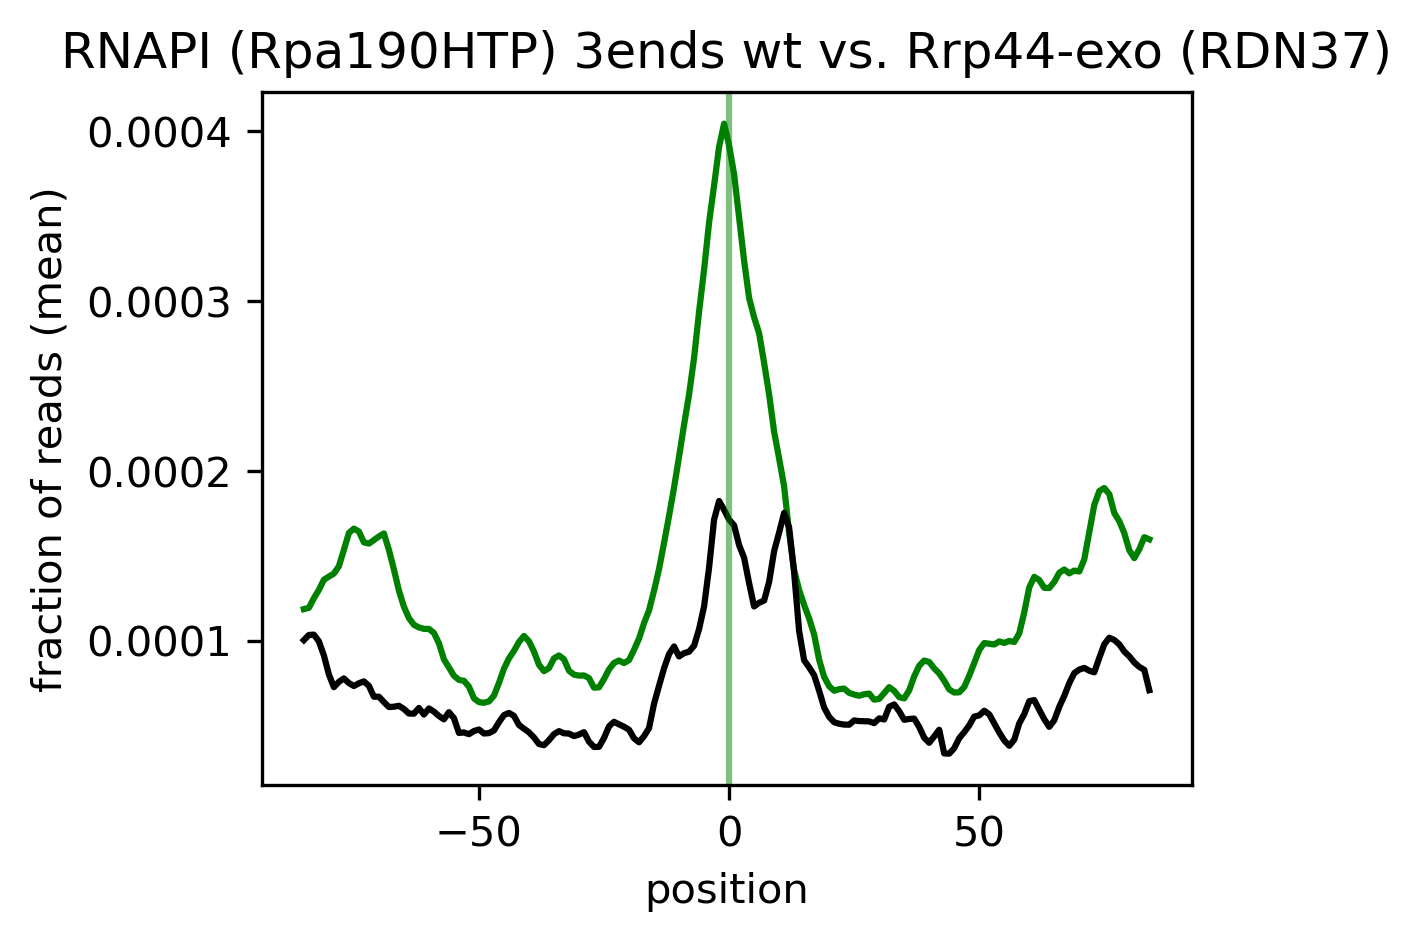 RNAPI (Rpa190HTP) 3ends wt vs. Rrp44-exo (RDN37)
fraction of reads (mean)
0.0004
0.0003
0.0002
0.0001
−50 0 50
position